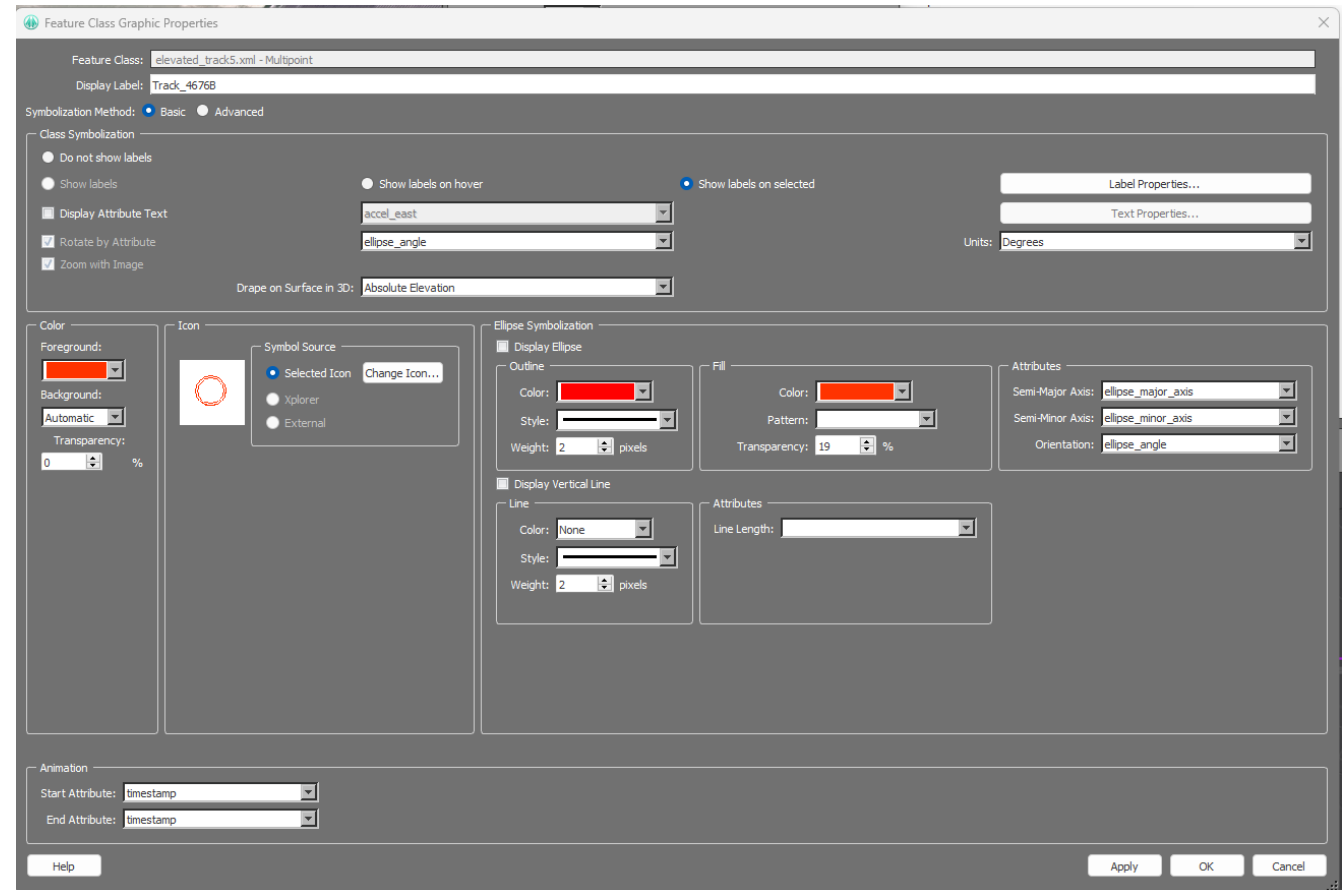 Feature Class Graphic Properties
Feature Class: elevated_track5.xml - Multipoint
Display Label: Track_4676B
Symbolization Method: Basic Advanced
Class Symbolization
Do not show labels
Show labels Show labels on hover Show labels on selected Label Properties...
Display Attribute Text accel_east Text Properties...
Rotate by Attribute ellipse_angle Units: Degrees
Zoom with Image
Drape on Surface in 3D: Absolute Elevation
Color
Foreground:
Background:
Automatic
Transparency:
0 %
Icon
Symbol Source
Selected Icon Change Icon...
Xplorer
External
Ellipse Symbolization
Display Ellipse
Outline
Color:
Style:
Weight: 2 pixels
Fill
Color:
Pattern:
Transparency: 19 %
Attributes
Semi-Major Axis: ellipse_major_axis
Semi-Minor Axis: ellipse_minor_axis
Orientation: ellipse_angle
Display Vertical Line
Line
Color: None
Style:
Weight: 2 pixels
Attributes
Line Length:
Animation
Start Attribute: timestamp
End Attribute: timestamp
Help Apply OK Cancel